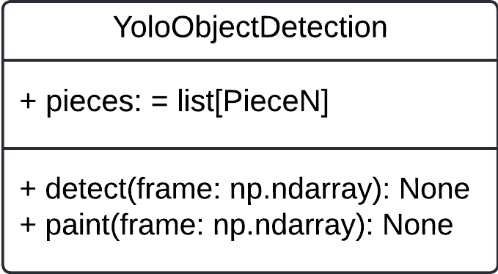 YoloObjectDetection
+ pieces: = list[PieceN]
+ detect(frame: np.ndarray): None
+ paint(frame: np.ndarray): None